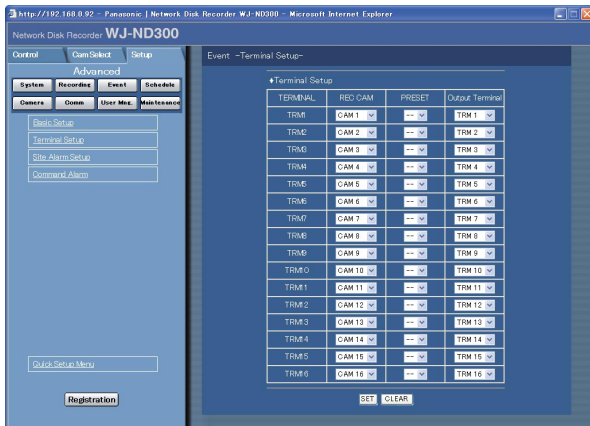 http://192.168.0.92 - Panasonic | Network Disk Recorder WJ-ND300 - Microsoft Internet Explorer
Network Disk Recorder WJ-ND300
Control Cam Select Setup
Advanced
System Recording Event Schedule
Camera Comm User Mng. Maintenance
Basic Setup
Terminal Setup
Site Alarm Setup
Command Alarm
Quick Setup Menu
Registration
Event -Terminal Setup-
♦Terminal Setup
TERMINAL REC CAM PRESET Output Terminal
TRM1 CAM 1 -- TRM 1
TRM2 CAM 2 -- TRM 2
TRM3 CAM 3 -- TRM 3
TRM4 CAM 4 -- TRM 4
TRM5 CAM 5 -- TRM 5
TRM6 CAM 6 -- TRM 6
TRM7 CAM 7 -- TRM 7
TRM8 CAM 8 -- TRM 8
TRM9 CAM 9 -- TRM 9
TRM10 CAM 10 -- TRM 10
TRM11 CAM 11 -- TRM 11
TRM12 CAM 12 -- TRM 12
TRM13 CAM 13 -- TRM 13
TRM14 CAM 14 -- TRM 14
TRM15 CAM 15 -- TRM 15
TRM16 CAM 16 -- TRM 16
SET CLEAR